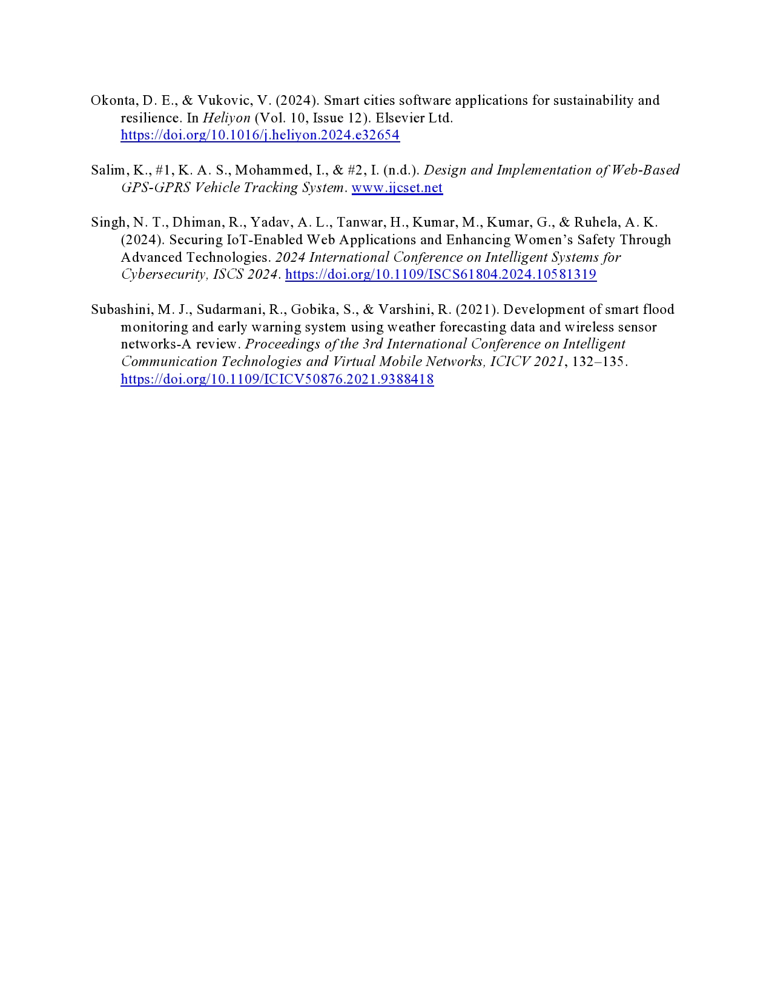 Okonta, D. E., & Vukovic, V. (2024). Smart cities software applications for sustainability and
resilience. In Heliyon (Vol. 10, Issue 12). Elsevier Ltd.
https://doi.org/10.1016/j.heliyon.2024.e32654
Salim, K., #1, K. A. S., Mohammed, I., & #2, I. (n.d.). Design and Implementation of Web-Based
GPS-GPRS Vehicle Tracking System. www.ijcset.net
Singh, N. T., Dhiman, R., Yadav, A. L., Tanwar, H., Kumar, M., Kumar, G., & Ruhela, A. K.
(2024). Securing IoT-Enabled Web Applications and Enhancing Women’s Safety Through
Advanced Technologies. 2024 International Conference on Intelligent Systems for
Cybersecurity, ISCS 2024. https://doi.org/10.1109/ISCS61804.2024.10581319
Subashini, M. J., Sudarmani, R., Gobika, S., & Varshini, R. (2021). Development of smart flood
monitoring and early warning system using weather forecasting data and wireless sensor
networks-A review. Proceedings of the 3rd International Conference on Intelligent
Communication Technologies and Virtual Mobile Networks, ICICV 2021, 132–135.
https://doi.org/10.1109/ICICV50876.2021.9388418